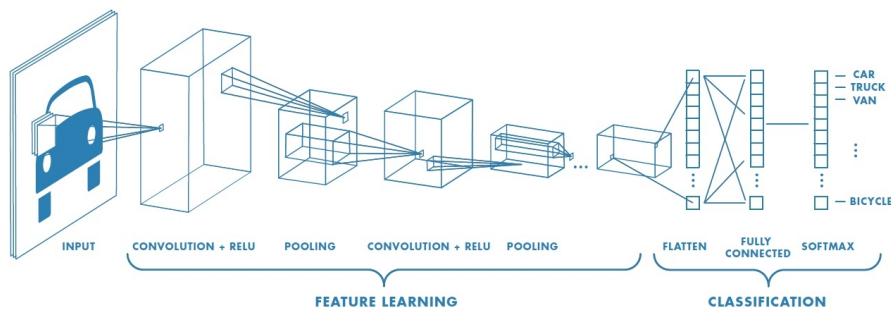 CAR
TRUCK
VAN
BICYCLE
INPUT
CONVOLUTION + RELU
POOLING
CONVOLUTION + RELU
POOLING
FLATTEN
FULLY
CONNECTED
SOFTMAX
FEATURE LEARNING
CLASSIFICATION